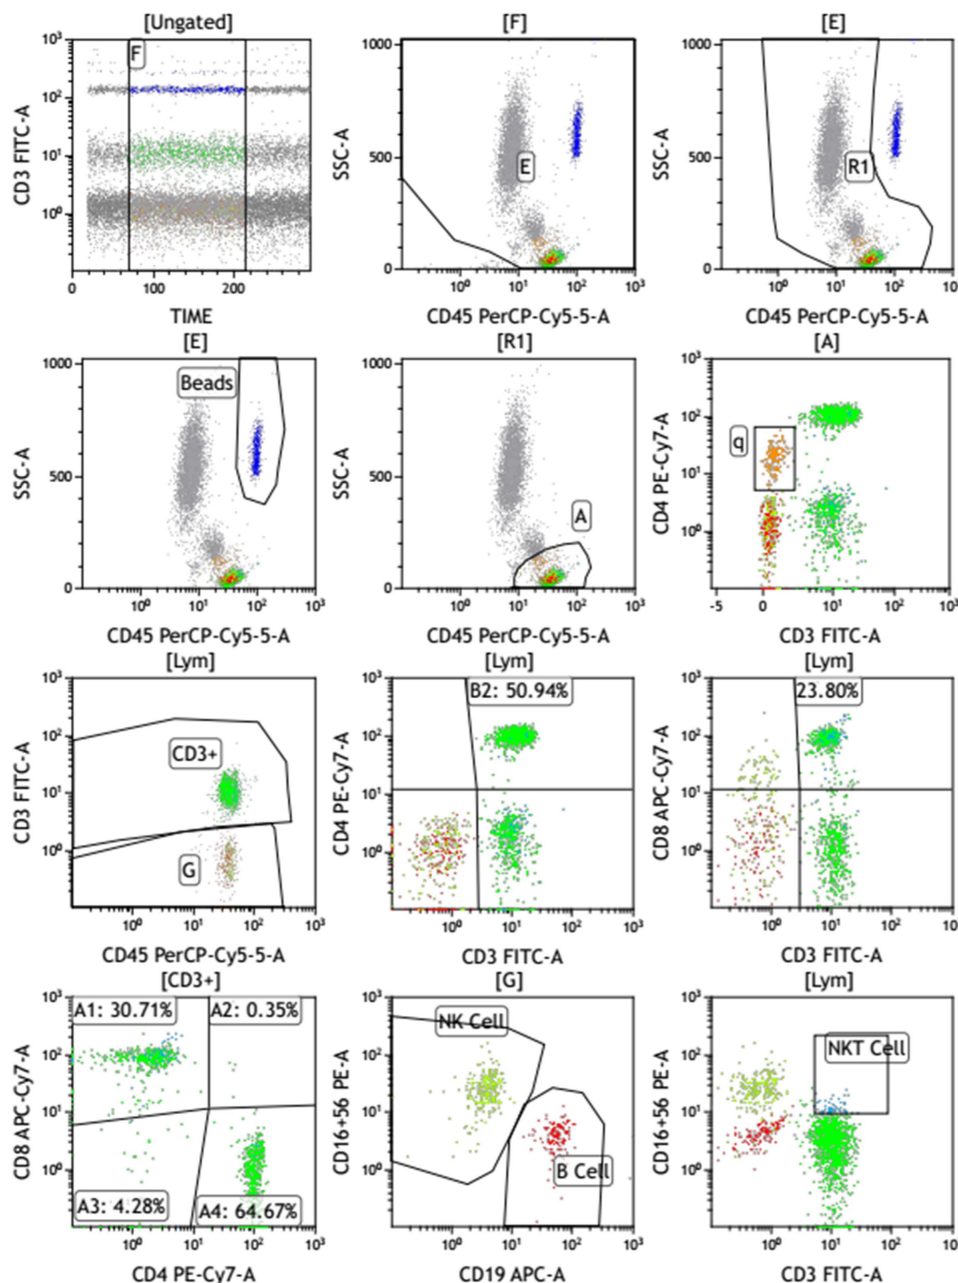 [Ungated]
CD3 FITC-A
10³
10²
10¹
10⁰
F
0
100
200
TIME
[F]
SSC-A
1000
500
0
E
10⁰
10¹
10²
10³
CD45 PerCP-Cy5-5-A
[E]
SSC-A
1000
500
0
R1
10⁰
10¹
10²
10³
CD45 PerCP-Cy5-5-A
[E]
SSC-A
1000
500
0
Beads
10⁰
10¹
10²
10³
CD45 PerCP-Cy5-5-A
[R1]
SSC-A
1000
500
0
A
10⁰
10¹
10²
10³
CD45 PerCP-Cy5-5-A
[A]
CD4 PE-Cy7-A
10³
10²
10¹
10⁰
q
-5
0
10¹
10²
10³
CD3 FITC-A
[Lym]
CD3 FITC-A
10³
10²
10¹
10⁰
CD3+
G
10⁰
10¹
10²
10³
CD45 PerCP-Cy5-5-A
[Lym]
CD4 PE-Cy7-A
10³
10²
10¹
10⁰
B2: 50.94%
10⁰
10¹
10²
10³
CD3 FITC-A
[Lym]
CD8 APC-Cy7-A
10³
10²
10¹
10⁰
23.80%
10⁰
10¹
10²
10³
CD3 FITC-A
[CD3+]
CD8 APC-Cy7-A
10³
10²
10¹
10⁰
A1: 30.71%
A2: 0.35%
A3: 4.28%
A4: 64.67%
10⁰
10¹
10²
10³
CD4 PE-Cy7-A
[G]
CD16+56 PE-A
10³
10²
10¹
10⁰
NK Cell
B Cell
10⁰
10¹
10²
10³
CD19 APC-A
[Lym]
CD16+56 PE-A
10³
10²
10¹
10⁰
NKT Cell
10⁰
10¹
10²
10³
CD3 FITC-A